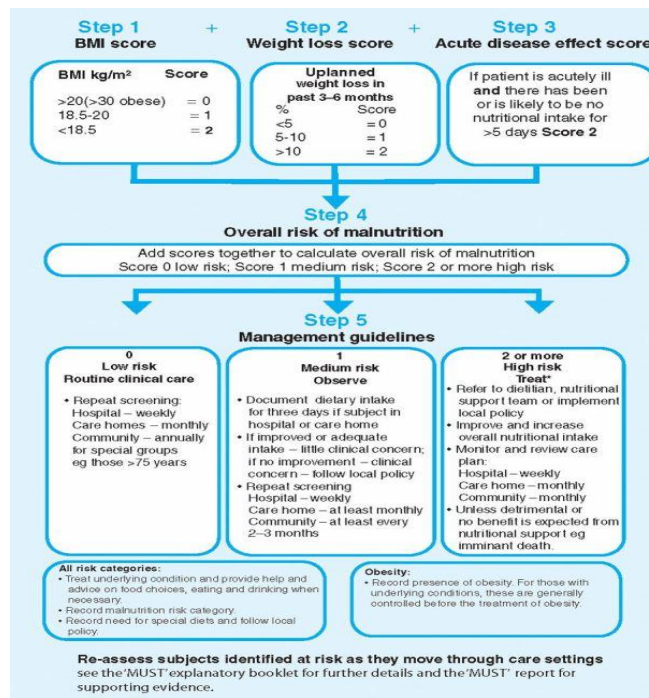 Step 1 + Step 2 + Step 3
BMI score Weight loss score Acute disease effect score
BMI kg/m² Score
>20(>30 obese) = 0
18.5-20 = 1
<18.5 = 2
Uplanned
weight loss in
past 3–6 months
% Score
<5 = 0
5-10 = 1
>10 = 2
If patient is acutely ill
and there has been
or is likely to be no
nutritional intake for
>5 days Score 2
Step 4
Overall risk of malnutrition
Add scores together to calculate overall risk of malnutrition
Score 0 low risk; Score 1 medium risk; Score 2 or more high risk
Step 5
Management guidelines
0
Low risk
Routine clinical care
• Repeat screening:
Hospital – weekly
Care homes – monthly
Community – annually
for special groups
eg those >75 years
1
Medium risk
Observe
• Document dietary intake
for three days if subject in
hospital or care home
• If improved or adequate
intake – little clinical concern;
if no improvement – clinical
concern – follow local policy
• Repeat screening
Hospital – weekly
Care home – at least monthly
Community – at least every
2–3 months
2 or more
High risk
Treat*
• Refer to dietitian, nutritional
support team or implement
local policy
• Improve and increase
overall nutritional intake
• Monitor and review care
plan:
Hospital – weekly
Care home – monthly
Community – monthly
• Unless detrimental or
no benefit is expected from
nutritional support eg
imminant death.
All risk categories:
• Treat underlying condition and provide help and
advice on food choices, eating and drinking when
necessary.
• Record malnutrition risk category.
• Record need for special diets and follow local
policy.
Obesity:
• Record presence of obesity. For those with
underlying conditions, these are generally
controlled before the treatment of obesity.
Re-assess subjects identified at risk as they move through care settings
see the 'MUST' explanatory booklet for further details and the 'MUST' report for
supporting evidence.